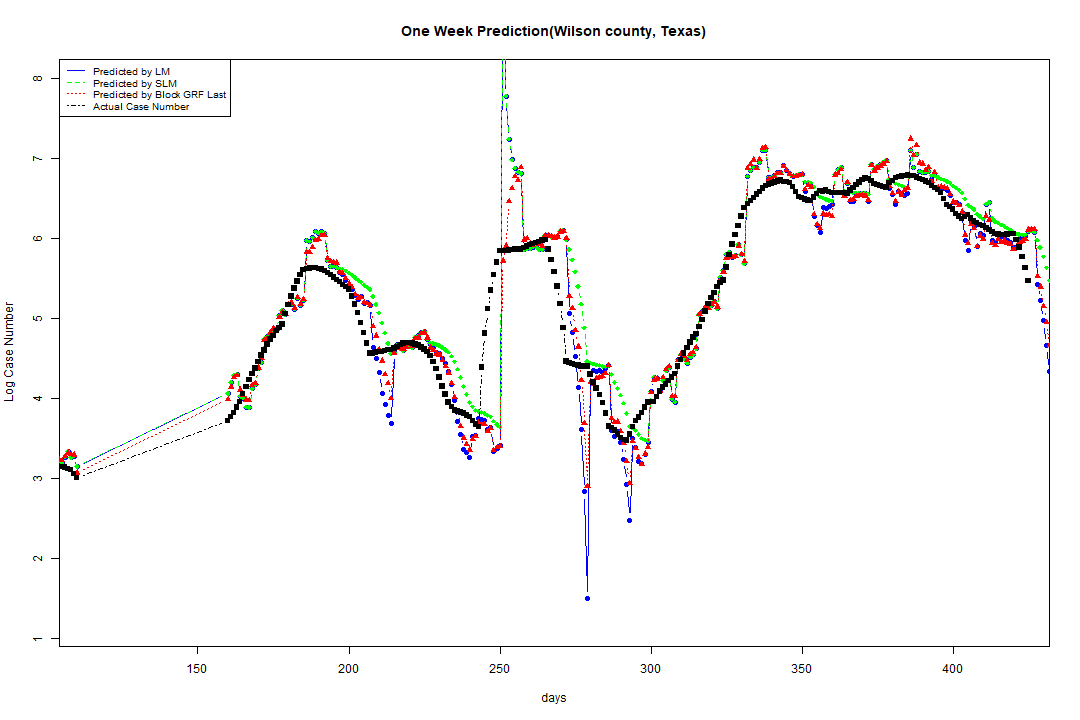 One Week Prediction(Wilson county, Texas)
Predicted by LM
Predicted by SLM
Predicted by Block GRF Last
Actual Case Number
Log Case Number
8
7
6
5
4
3
2
1
150 200 250 300 350 400
days